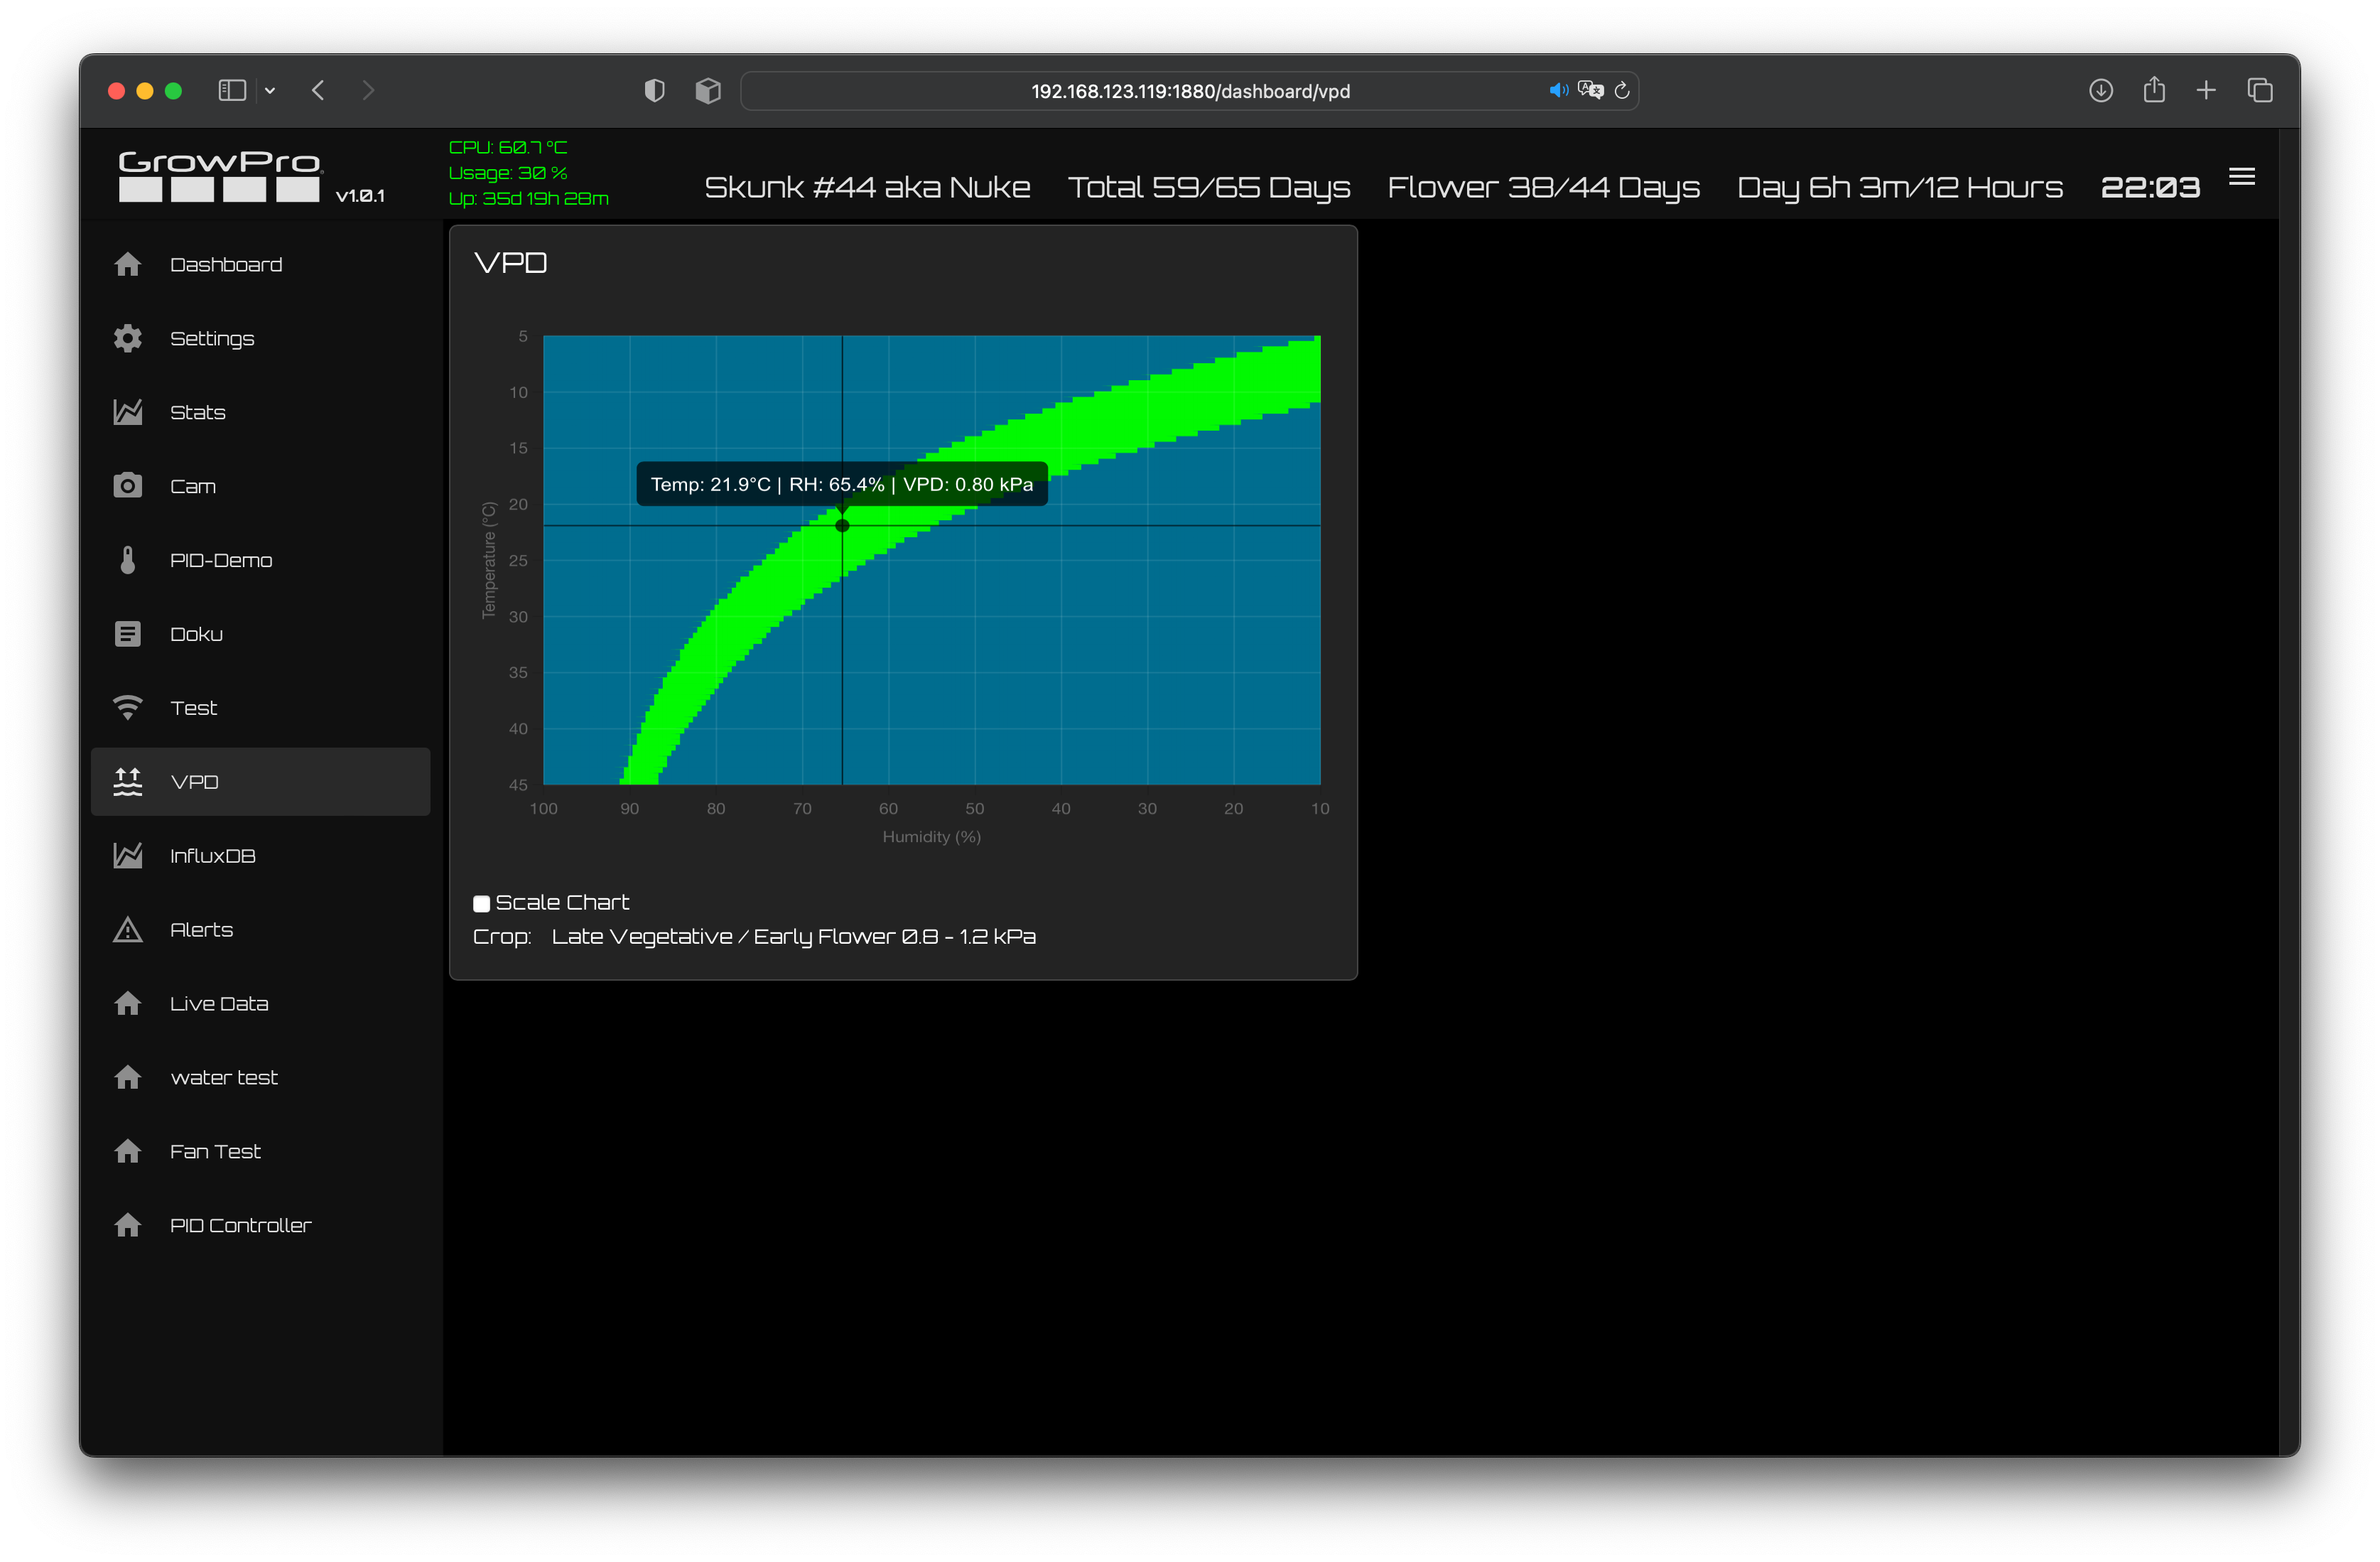 192.168.123.119:1880/dashboard/vpd
GrowPro
v1.0.1
CPU: 60.7 °C
Usage: 30 %
Up: 35d 19h 28m
Skunk #44 aka Nuke Total 59/65 Days Flower 38/44 Days Day 6h 3m/12 Hours 22:03
Dashboard
Settings
Stats
Cam
PID-Demo
Doku
Test
VPD
InfluxDB
Alerts
Live Data
water test
Fan Test
PID Controller
VPD
5
10
15
20
25
30
35
40
45
Temperature (°C)
Temp: 21.9°C | RH: 65.4% | VPD: 0.80 kPa
100 90 80 70 60 50 40 30 20 10
Humidity (%)
Scale Chart
Crop: Late Vegetative / Early Flower 0.8 - 1.2 kPa